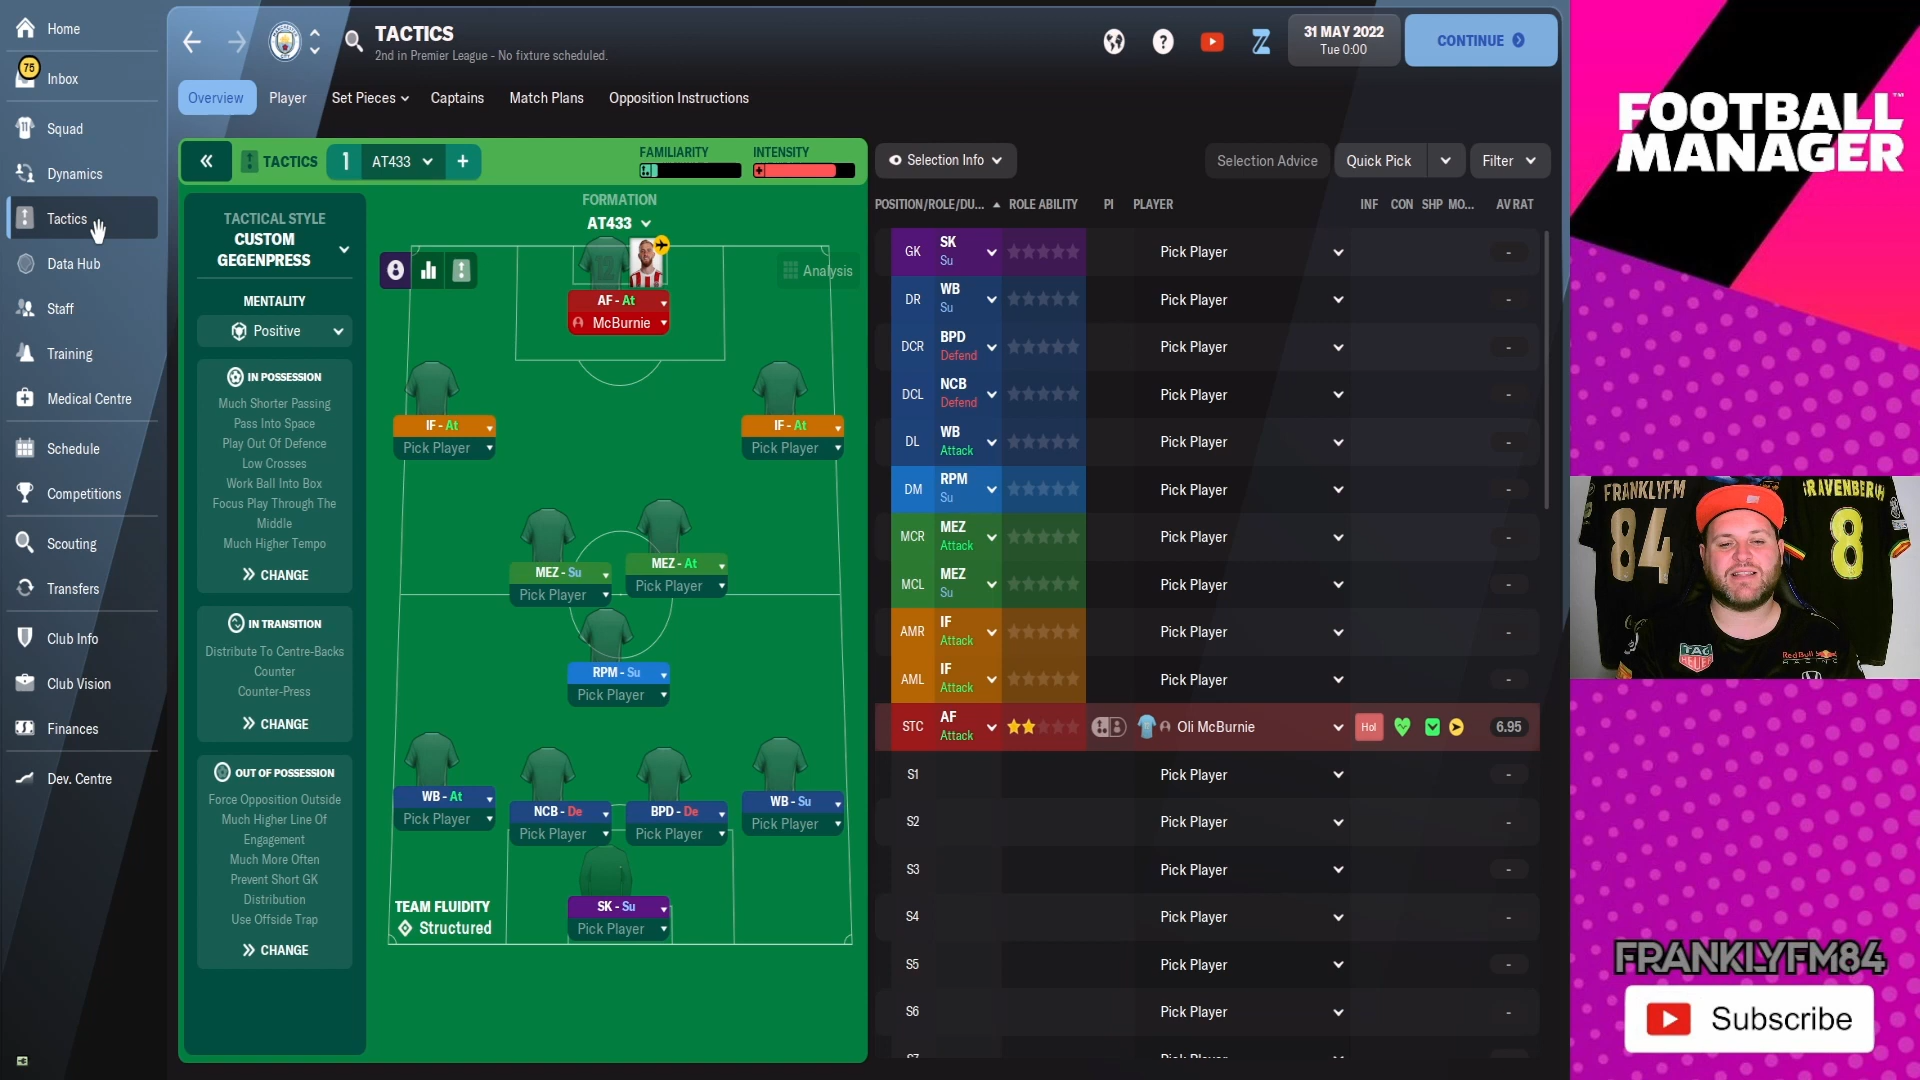 Home
75
Inbox
Squad
Dynamics
Tactics
Data Hub
Staff
Training
Medical Centre
Schedule
Competitions
Scouting
Transfers
Club Info
Club Vision
Finances
Dev. Centre
TACTICS
2nd in Premier League - No fixture scheduled.
31 MAY 2022
Tue 0:00
CONTINUE
Overview
Player
Set Pieces
Captains
Match Plans
Opposition Instructions
TACTICS
1
AT433
+
FAMILIARITY
INTENSITY
TACTICAL STYLE
CUSTOM
GEGENPRESS
MENTALITY
Positive
IN POSSESSION
Much Shorter Passing
Pass Into Space
Play Out Of Defence
Low Crosses
Work Ball Into Box
Focus Play Through The
Middle
Much Higher Tempo
CHANGE
IN TRANSITION
Distribute To Centre-Backs
Counter
Counter-Press
CHANGE
OUT OF POSSESSION
Force Opposition Outside
Much Higher Line Of
Engagement
Much More Often
Prevent Short GK
Distribution
Use Offside Trap
CHANGE
FORMATION
AT433
Analysis
12
AF - At
McBurnie
IF - At
Pick Player
IF - At
Pick Player
MEZ - Su
Pick Player
MEZ - At
Pick Player
RPM - Su
Pick Player
WB - At
Pick Player
NCB - De
Pick Player
BPD - De
Pick Player
WB - Su
Pick Player
SK - Su
Pick Player
TEAM FLUIDITY
Structured
Selection Info
Selection Advice
Quick Pick
Filter
POSITION/ROLE/DU... ROLE ABILITY PI PLAYER INF CON SHP MO... AV RAT
GK SK Su Pick Player -
DR WB Su Pick Player -
DCR BPD Defend Pick Player -
DCL NCB Defend Pick Player -
DL WB Attack Pick Player -
DM RPM Su Pick Player -
MCR MEZ Attack Pick Player -
MCL MEZ Su Pick Player -
AMR IF Attack Pick Player -
AML IF Attack Pick Player -
STC AF Attack Oli McBurnie Hol 6.95
S1 Pick Player -
S2 Pick Player -
S3 Pick Player -
S4 Pick Player -
S5 Pick Player -
S6 Pick Player -
FOOTBALL
MANAGER™
FRANKLYFM
84
RAVENBERCH
8
TAG
HEUER
Red Bull
RACING
FRANKLYFM84
Subscribe